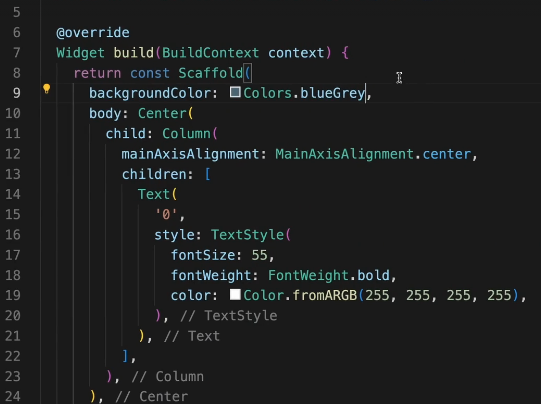 5
6 @override
7 Widget build(BuildContext context) {
8 return const Scaffold(
9 backgroundColor: Colors.blueGrey,
10 body: Center(
11 child: Column(
12 mainAxisAlignment: MainAxisAlignment.center,
13 children: [
14 Text(
15 '0',
16 style: TextStyle(
17 fontSize: 55,
18 fontWeight: FontWeight.bold,
19 color: Color.fromARGB(255, 255, 255, 255),
20 ), // TextStyle
21 ), // Text
22 ],
23 ), // Column
24 ), // Center